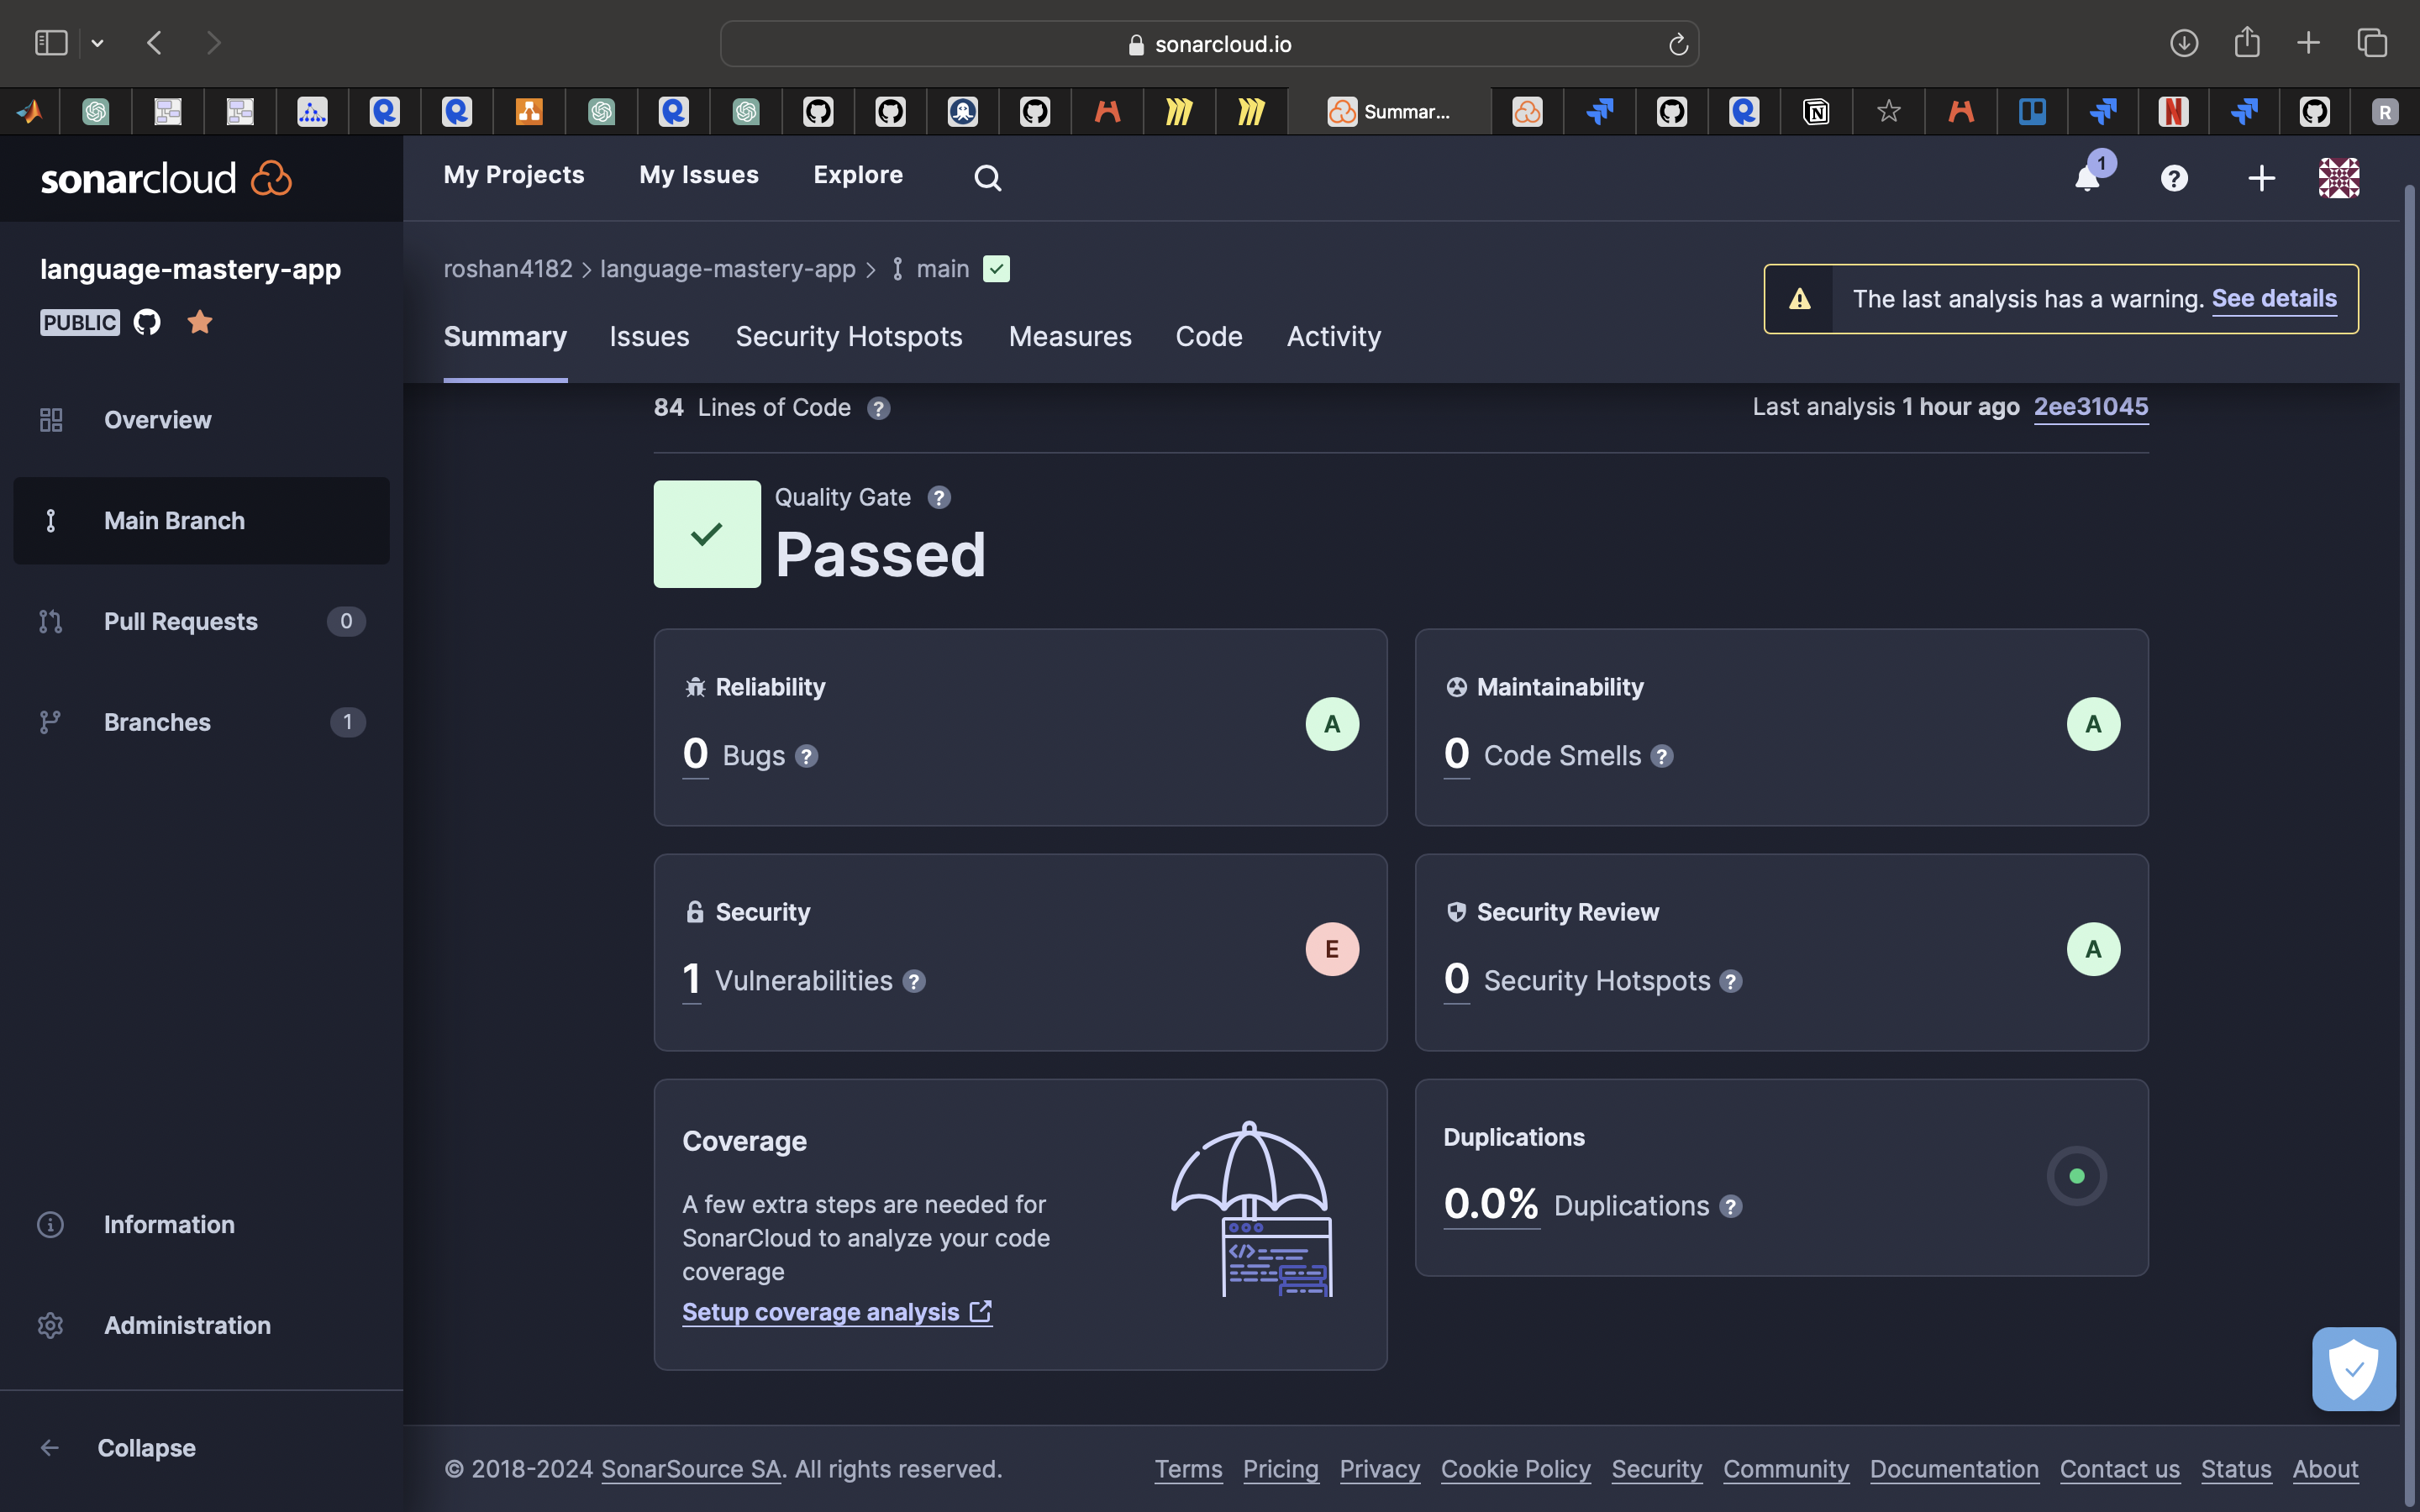 sonarcloud.io
Summar...
N
N
R
sonarcloud
My Projects
My Issues
Explore
1
?
language-mastery-app
PUBLIC
roshan4182 > language-mastery-app > main
The last analysis has a warning. See details
Summary
Issues
Security Hotspots
Measures
Code
Activity
Overview
Main Branch
Pull Requests 0
Branches 1
Information
Administration
Collapse
84 Lines of Code ?
Last analysis 1 hour ago 2ee31045
Quality Gate ?
Passed
Reliability
0 Bugs ?
A
Maintainability
0 Code Smells ?
A
Security
1 Vulnerabilities ?
E
Security Review
0 Security Hotspots ?
A
Coverage
A few extra steps are needed for
SonarCloud to analyze your code
coverage
Setup coverage analysis
</>
Duplications
0.0% Duplications ?
© 2018-2024 SonarSource SA. All rights reserved.
Terms Pricing Privacy Cookie Policy Security Community Documentation Contact us Status About